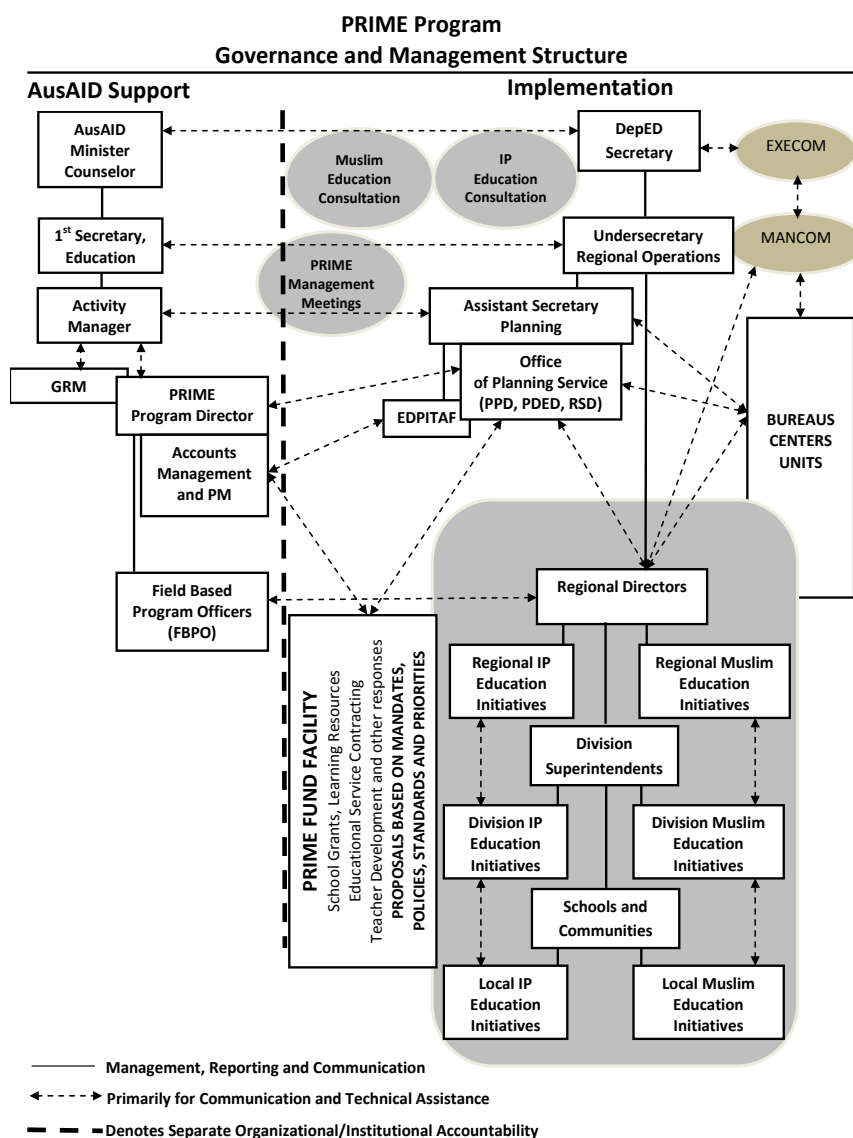 PRIME Program
Governance and Management Structure
AusAID Support
Implementation
AusAID
Minister
Counselor
Muslim
Education
Consultation
IP
Education
Consultation
DepED
Secretary
EXECOM
1st Secretary,
Education
PRIME
Management
Meetings
Undersecretary
Regional Operations
MANCOM
Activity
Manager
Assistant Secretary
Planning
GRM
PRIME
Program Director
Office
of Planning Service
(PPD, PDED, RSD)
EDPITAF
BUREAUS
CENTERS
UNITS
Accounts
Management
and PM
Field Based
Program Officers
(FBPO)
Regional Directors
PRIME FUND FACILITY
School Grants, Learning Resources
Educational Service Contracting
Teacher Development and other responses
PROPOSALS BASED ON MANDATES,
POLICIES, STANDARDS AND PRIORITIES
Regional IP
Education
Initiatives
Regional Muslim
Education
Initiatives
Division
Superintendents
Division IP
Education
Initiatives
Division Muslim
Education
Initiatives
Schools and
Communities
Local IP
Education
Initiatives
Local Muslim
Education
Initiatives
Management, Reporting and Communication
Primarily for Communication and Technical Assistance
Denotes Separate Organizational/Institutional Accountability